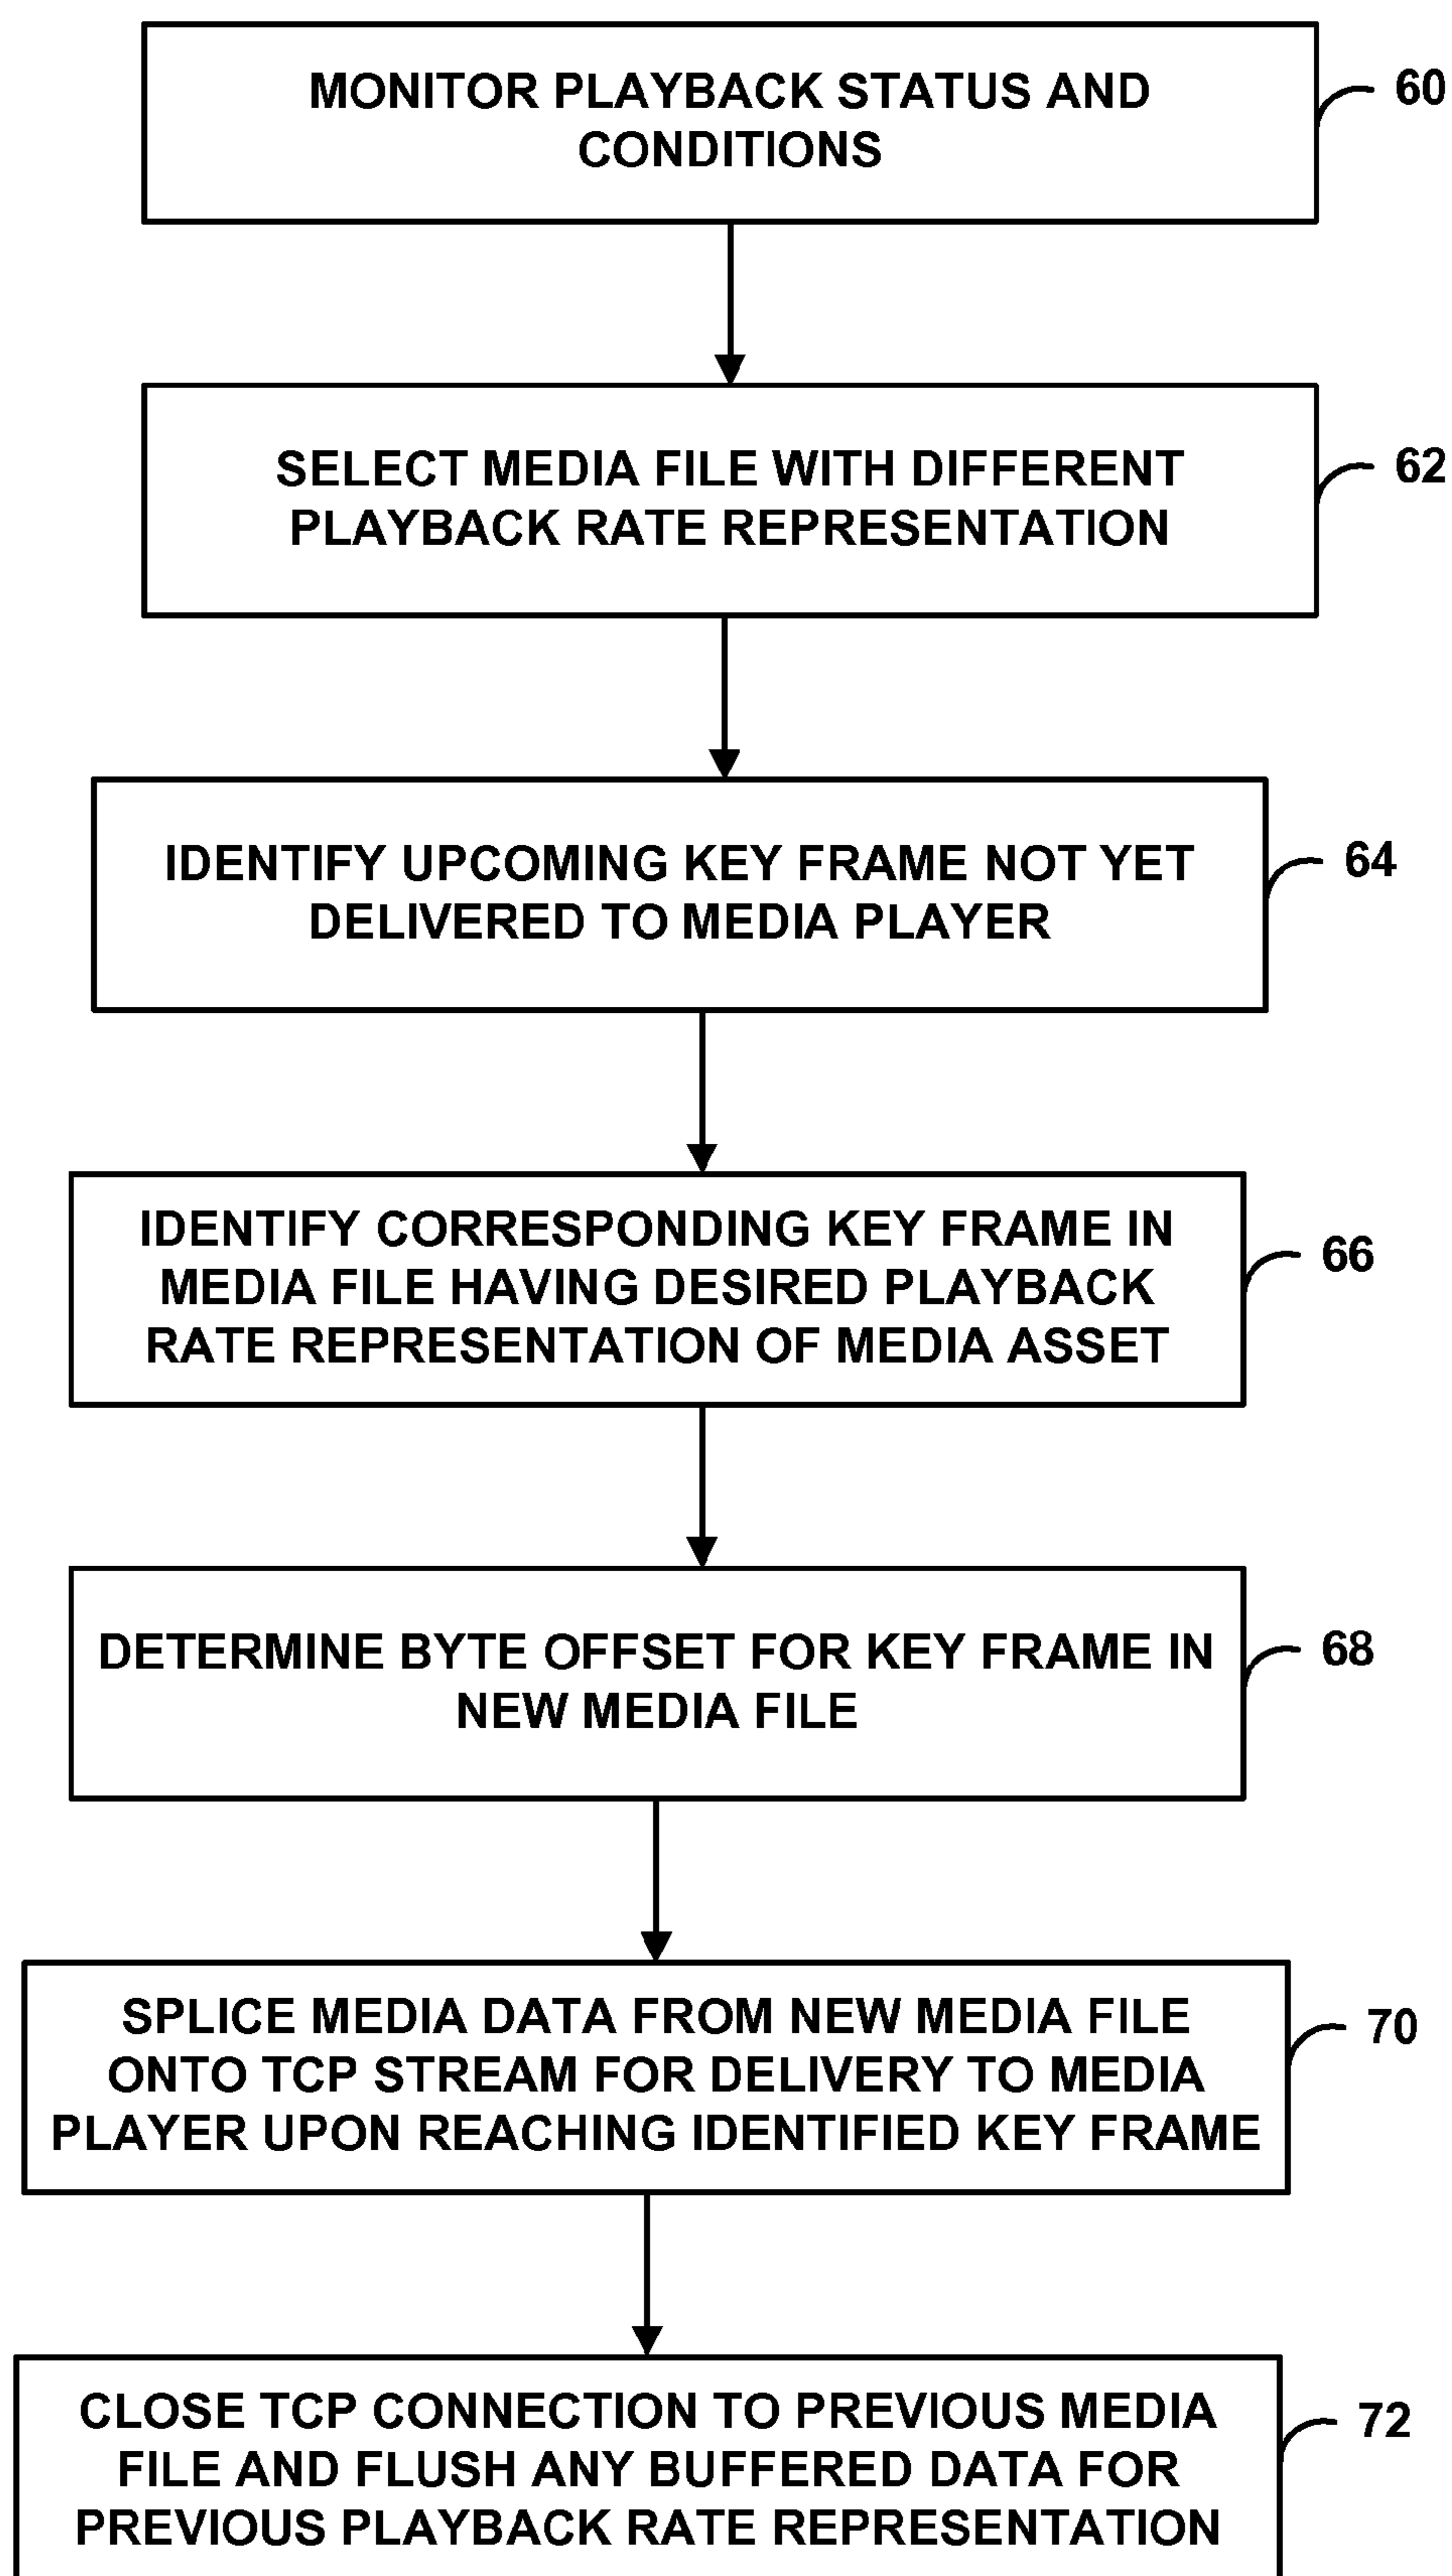 MONITOR PLAYBACK STATUS AND
CONDITIONS
60
SELECT MEDIA FILE WITH DIFFERENT
PLAYBACK RATE REPRESENTATION
62
IDENTIFY UPCOMING KEY FRAME NOT YET
DELIVERED TO MEDIA PLAYER
64
IDENTIFY CORRESPONDING KEY FRAME IN
MEDIA FILE HAVING DESIRED PLAYBACK
RATE REPRESENTATION OF MEDIA ASSET
66
DETERMINE BYTE OFFSET FOR KEY FRAME IN
NEW MEDIA FILE
68
SPLICE MEDIA DATA FROM NEW MEDIA FILE
ONTO TCP STREAM FOR DELIVERY TO MEDIA
PLAYER UPON REACHING IDENTIFIED KEY FRAME
70
CLOSE TCP CONNECTION TO PREVIOUS MEDIA
FILE AND FLUSH ANY BUFFERED DATA FOR
PREVIOUS PLAYBACK RATE REPRESENTATION
72